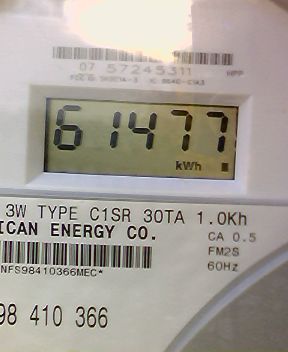 07 57245311 HPP
61477
kWh
3W TYPE C1SR 30TA 1.0Kh
ICAN ENERGY CO.
CA 0.5
FM2S
60Hz
NFS98410366MEC*
98 410 366